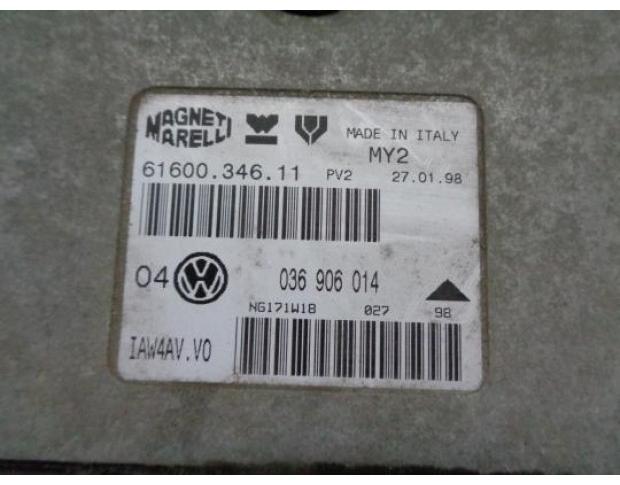 MAGNETI
MARELLI
MADE IN ITALY
MY2
61600.346.11 PV2 27.01.98
04 VW 036 906 014
NG171W18 027 98
IAW4AV.V0